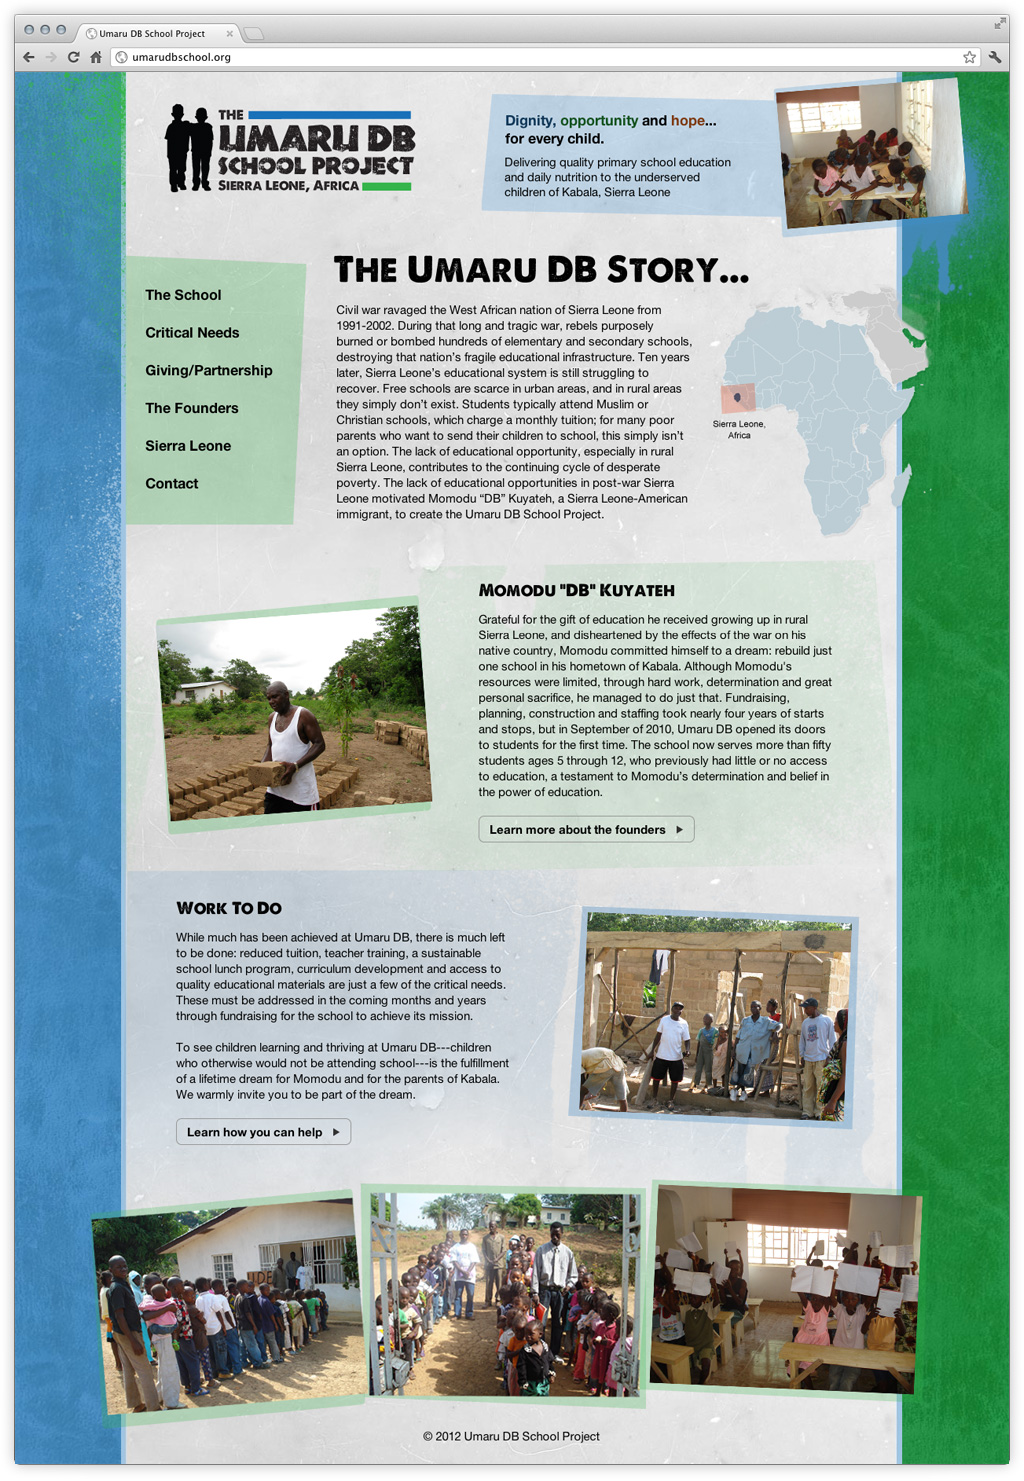 Umaru DB School Project
umarudbschool.org
THE
UMARU DB
SCHOOL PROJECT
SIERRA LEONE, AFRICA
Dignity, opportunity and hope...
for every child.
Delivering quality primary school education
and daily nutrition to the underserved
children of Kabala, Sierra Leone
The School
Critical Needs
Giving/Partnership
The Founders
Sierra Leone
Contact
THE UMARU DB STORY...
Civil war ravaged the West African nation of Sierra Leone from
1991-2002. During that long and tragic war, rebels purposely
burned or bombed hundreds of elementary and secondary schools,
destroying that nation's fragile educational infrastructure. Ten years
later, Sierra Leone's educational system is still struggling to
recover. Free schools are scarce in urban areas, and in rural areas
they simply don't exist. Students typically attend Muslim or
Christian schools, which charge a monthly tuition; for many poor
parents who want to send their children to school, this simply isn't
an option. The lack of educational opportunity, especially in rural
Sierra Leone, contributes to the continuing cycle of desperate
poverty. The lack of educational opportunities in post-war Sierra
Leone motivated Momodu “DB” Kuyateh, a Sierra Leone-American
immigrant, to create the Umaru DB School Project.
Sierra Leone,
Africa
MOMODU "DB" KUYATEH
Grateful for the gift of education he received growing up in rural
Sierra Leone, and disheartened by the effects of the war on his
native country, Momodu committed himself to a dream: rebuild just
one school in his hometown of Kabala. Although Momodu's
resources were limited, through hard work, determination and great
personal sacrifice, he managed to do just that. Fundraising,
planning, construction and staffing took nearly four years of starts
and stops, but in September of 2010, Umaru DB opened its doors
to students for the first time. The school now serves more than fifty
students ages 5 through 12, who previously had little or no access
to education, a testament to Momodu's determination and belief in
the power of education.
Learn more about the founders
WORK TO DO
While much has been achieved at Umaru DB, there is much left
to be done: reduced tuition, teacher training, a sustainable
school lunch program, curriculum development and access to
quality educational materials are just a few of the critical needs.
These must be addressed in the coming months and years
through fundraising for the school to achieve its mission.
To see children learning and thriving at Umaru DB---children
who otherwise would not be attending school---is the fulfillment
of a lifetime dream for Momodu and for the parents of Kabala.
We warmly invite you to be part of the dream.
Learn how you can help
© 2012 Umaru DB School Project